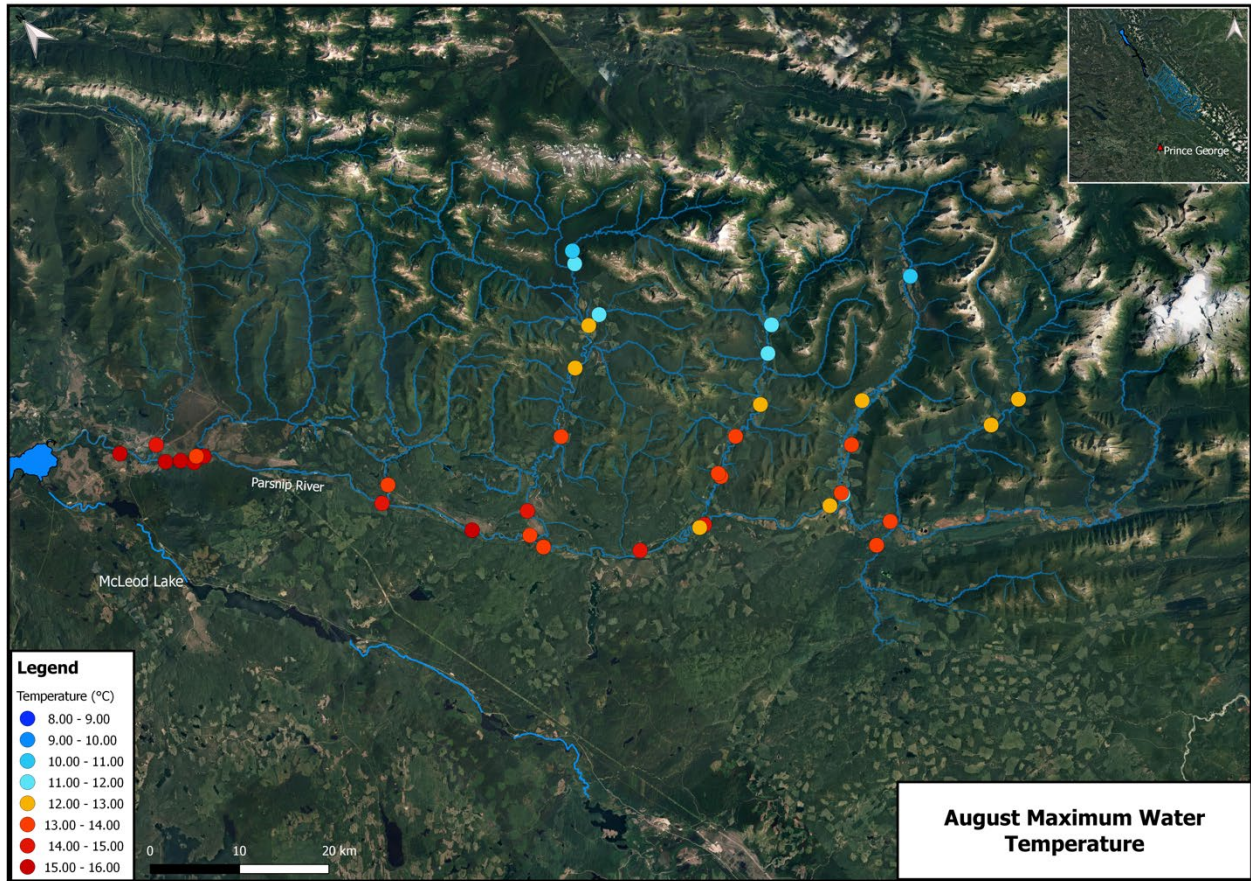 Prince George
Parsnip River
McLeod Lake
Legend
Temperature (°C)
8.00 - 9.00
9.00 - 10.00
10.00 - 11.00
11.00 - 12.00
12.00 - 13.00
13.00 - 14.00
14.00 - 15.00
15.00 - 16.00
0 10 20 km
August Maximum Water
Temperature